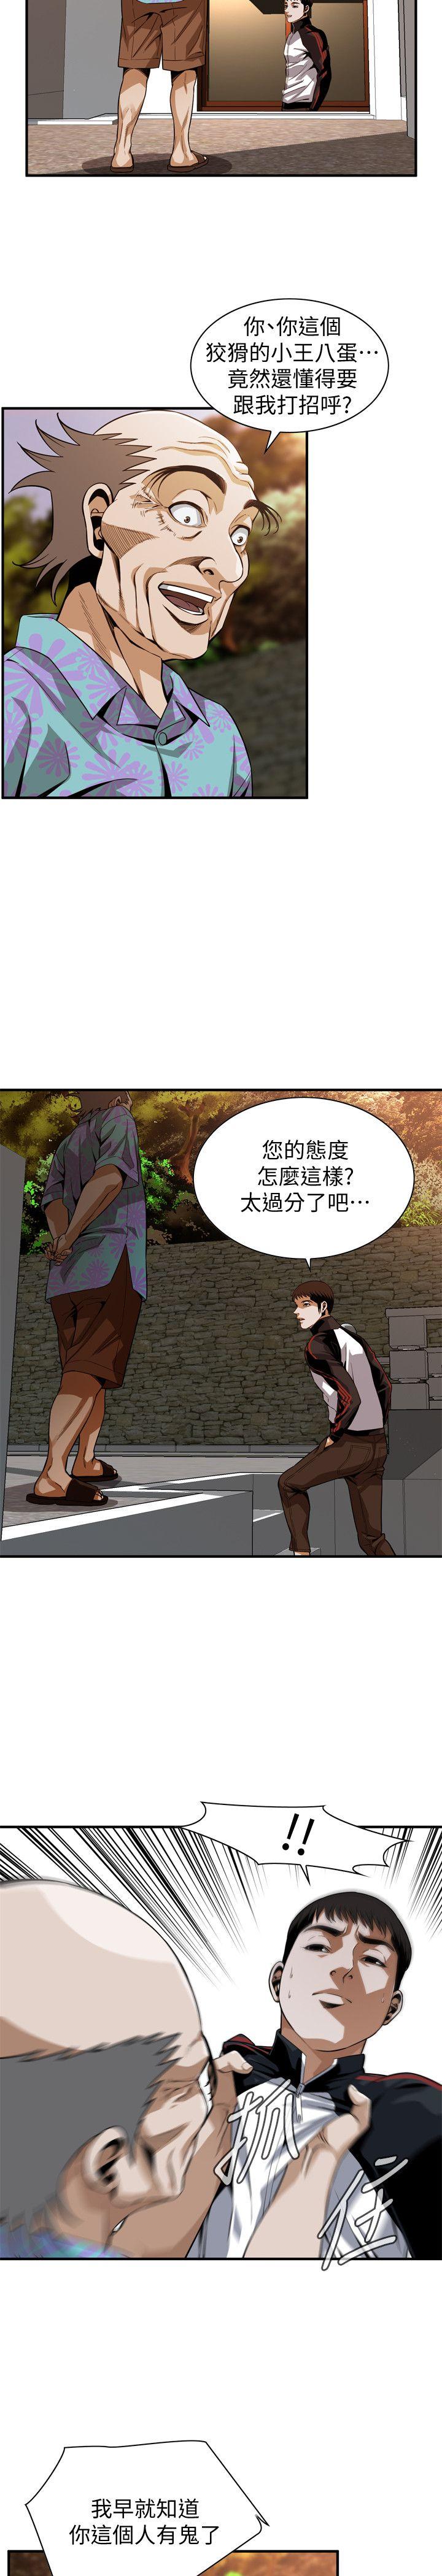 你、你這個
狡猾的小王八蛋…
竟然還懂得要
跟我打招呼?
您的態度
怎麼這樣?
太過分了吧…
!!
抓
住
我早就知道
你這個人有鬼了